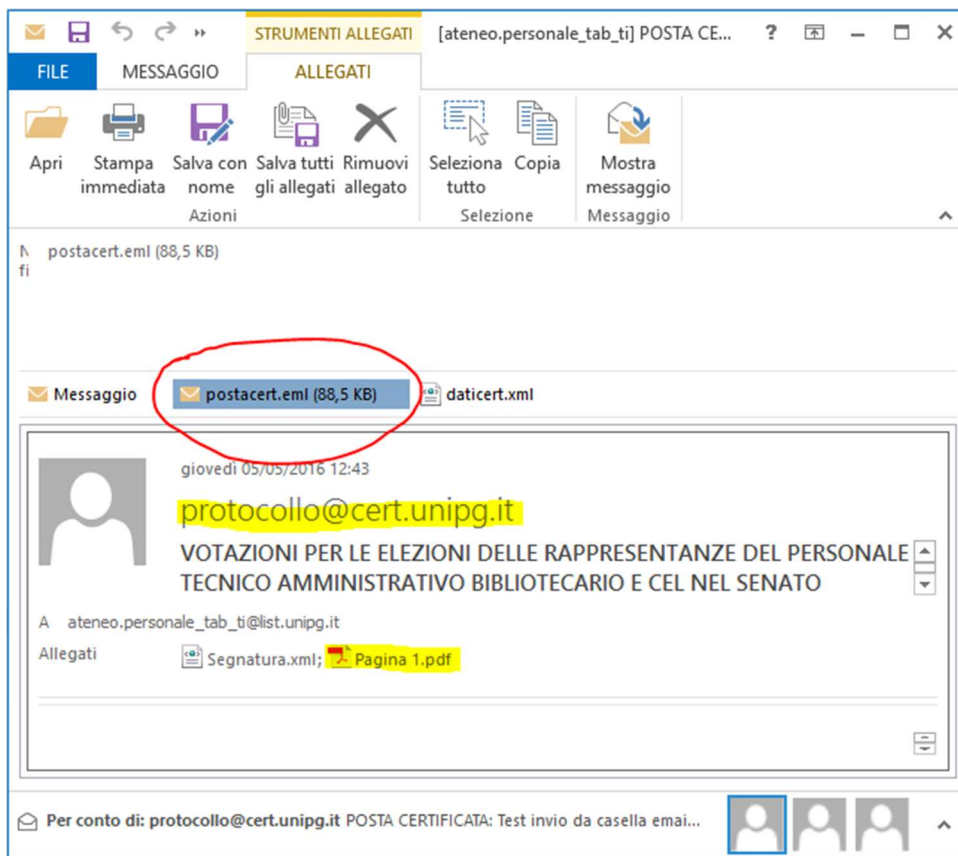 STRUMENTI ALLEGATI [ateneo.personale_tab_ti] POSTA CE... ?
FILE MESSAGGIO ALLEGATI
Apri Stampa immediata Salva con nome Salva tutti gli allegati Rimuovi allegato Seleziona tutto Copia Mostra messaggio
Azioni Selezione Messaggio
postacert.eml (88,5 KB)
fi
Messaggio postacert.eml (88,5 KB) daticert.xml
giovedì 05/05/2016 12:43
protocollo@cert.unipg.it
VOTAZIONI PER LE ELEZIONI DELLE RAPPRESENTANZE DEL PERSONALE
TECNICO AMMINISTRATIVO BIBLIOTECARIO E CEL NEL SENATO
A ateneo.personale_tab_ti@list.unipg.it
Allegati Segnatura.xml; Pagina 1.pdf
Per conto di: protocollo@cert.unipg.it POSTA CERTIFICATA: Test invio da casella emai...